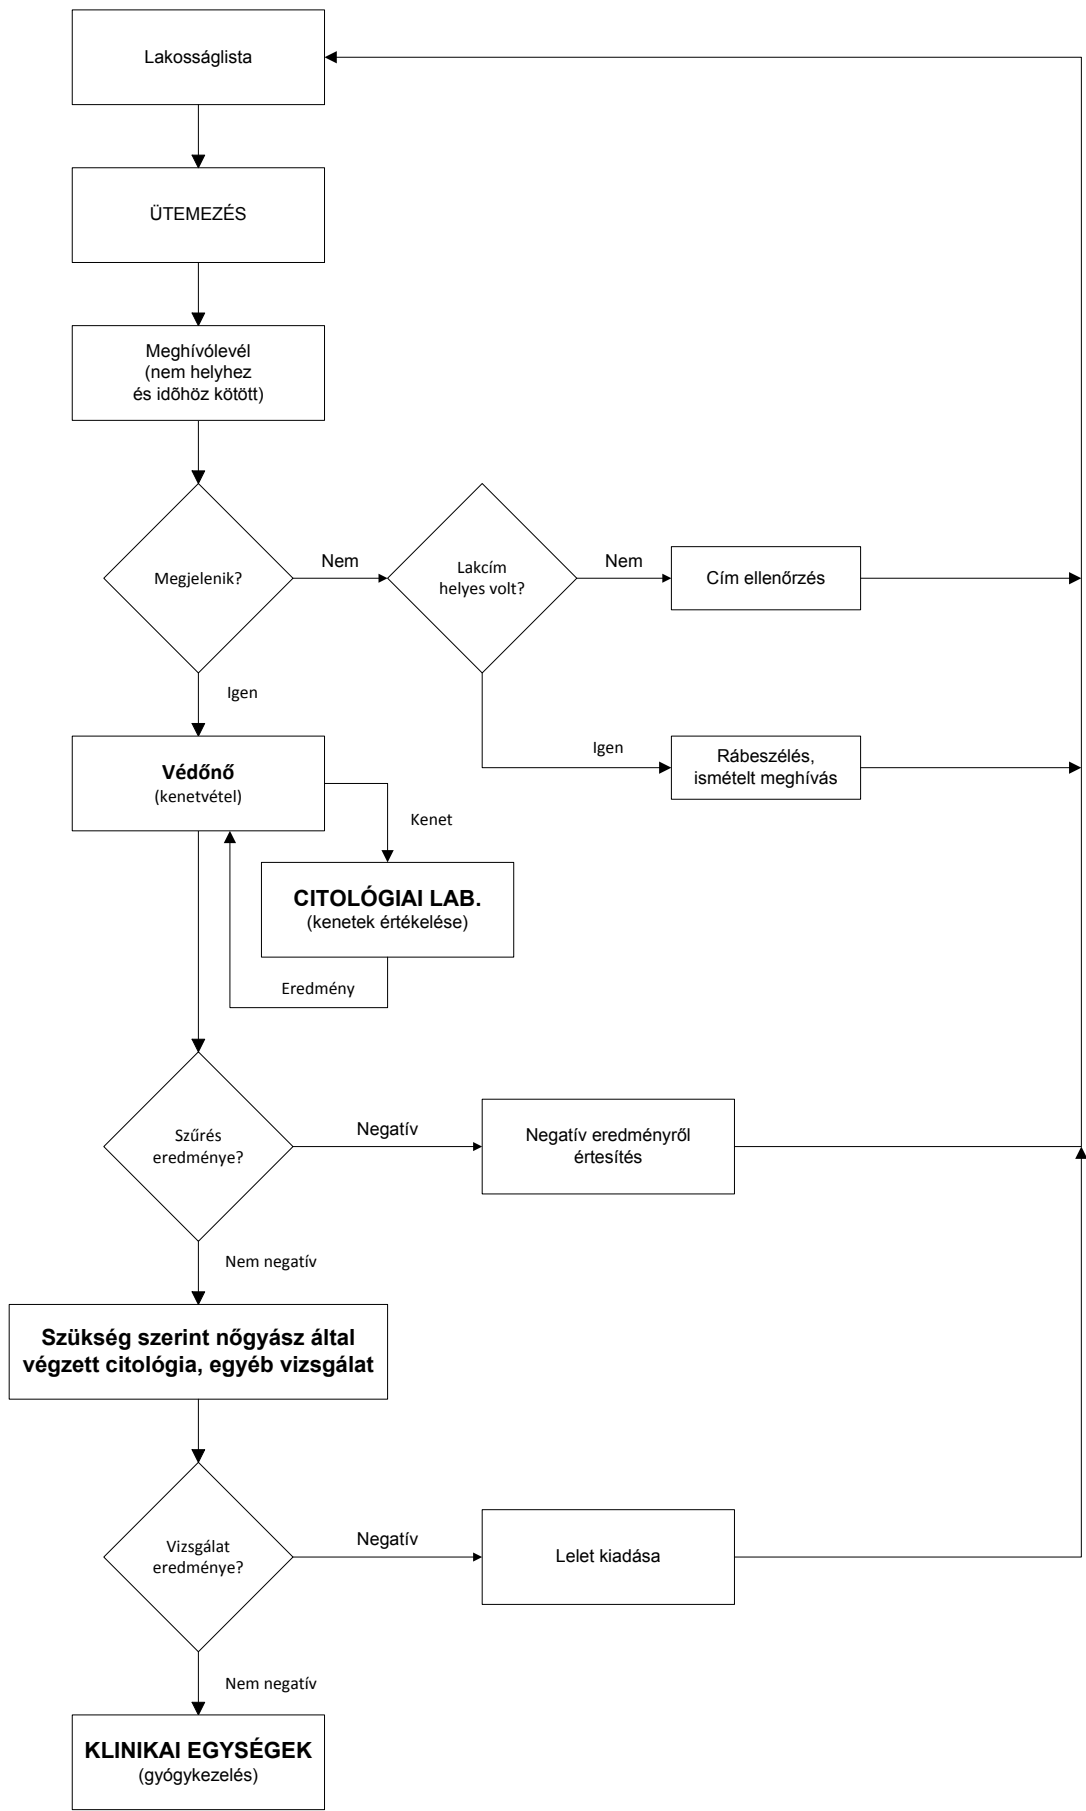 Lakosságlista
ÜTEMEZÉS
Meghívólevél
(nem helyhez
és időhöz kötött)
Megjelenik?
Nem
Lakcím
helyes volt?
Nem
Cím ellenőrzés
Igen
Igen
Rábeszélés,
ismételt meghívás
Védőnő
(kenetvétel)
Kenet
CITOLÓGIAI LAB.
(kenetek értékelése)
Eredmény
Szűrés
eredménye?
Negatív
Negatív eredményről
értesítés
Nem negatív
Szükség szerint nőgyász által
végzett citológia, egyéb vizsgálat
Vizsgálat
eredménye?
Negatív
Lelet kiadása
Nem negatív
KLINIKAI EGYSÉGEK
(gyógykezelés)